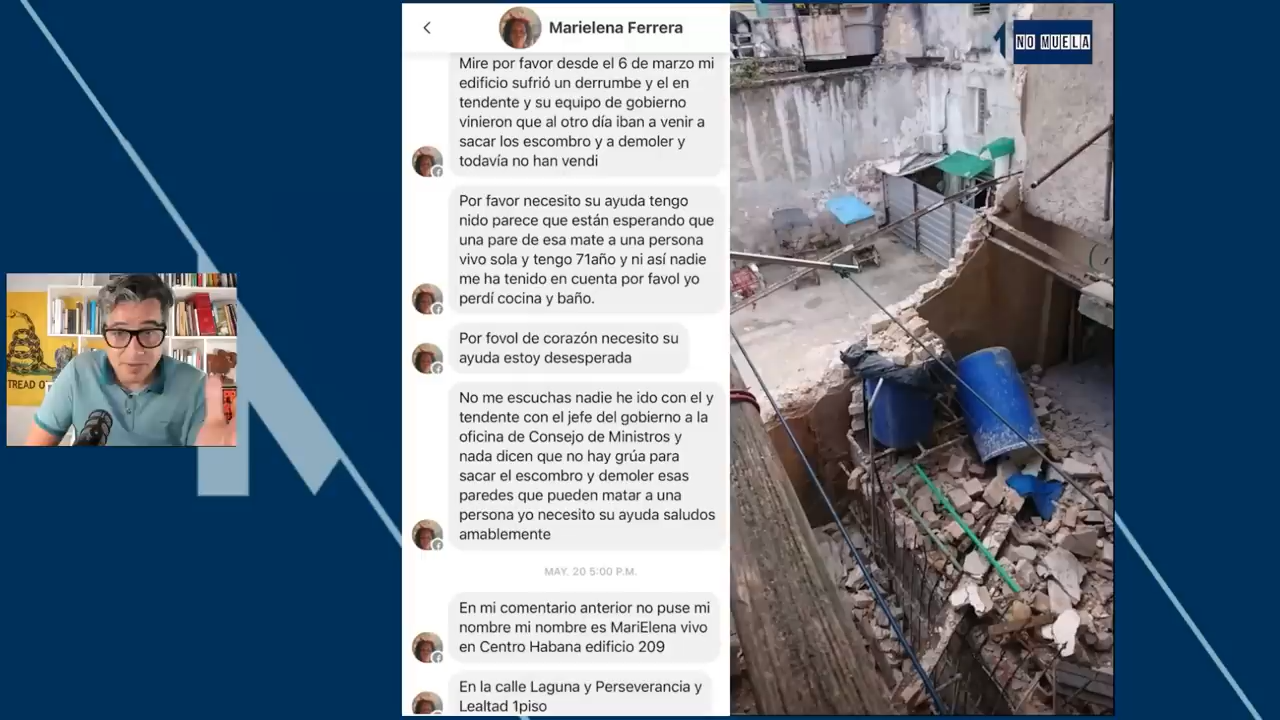 Marielena Ferrera
Mire por favor desde el 6 de marzo mi
edificio sufrió un derrumbe y el en
tendente y su equipo de gobierno
vinieron que al otro día iban a venir a
sacar los escombro y a demoler y
todavía no han vendi
Por favor necesito su ayuda tengo
nido parece que están esperando que
una pare de esa mate a una persona
vivo sola y tengo 71año y ni así nadie
me ha tenido en cuenta por favol yo
perdí cocina y baño.
Por fovol de corazón necesito su
ayuda estoy desesperada
No me escuchas nadie he ido con el y
tendente con el jefe del gobierno a la
oficina de Consejo de Ministros y
nada dicen que no hay grúa para
sacar el escombro y demoler esas
paredes que pueden matar a una
persona yo necesito su ayuda saludos
amablemente
MAY. 20 5:00 P.M.
En mi comentario anterior no puse mi
nombre mi nombre es MariElena vivo
en Centro Habana edificio 209
En la calle Laguna y Perseverancia y
Lealtad 1piso
NO MUELA
TREAD O